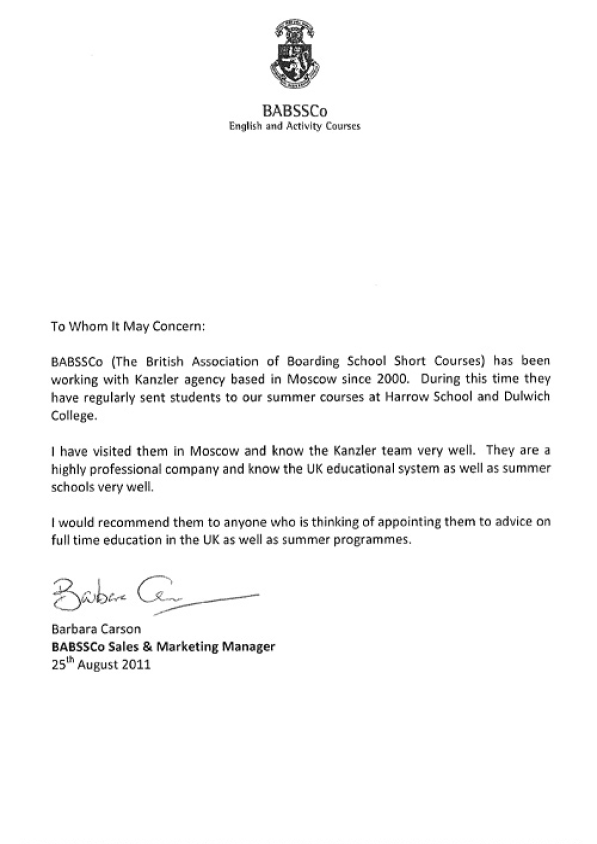 BABSSCo
English and Activity Courses
To Whom It May Concern:
BABSSCo (The British Association of Boarding School Short Courses) has been
working with Kanzler agency based in Moscow since 2000. During this time they
have regularly sent students to our summer courses at Harrow School and Dulwich
College.
I have visited them in Moscow and know the Kanzler team very well. They are a
highly professional company and know the UK educational system as well as summer
schools very well.
I would recommend them to anyone who is thinking of appointing them to advice on
full time education in the UK as well as summer programmes.
Barbara Carson
BABSSCo Sales & Marketing Manager
25th August 2011